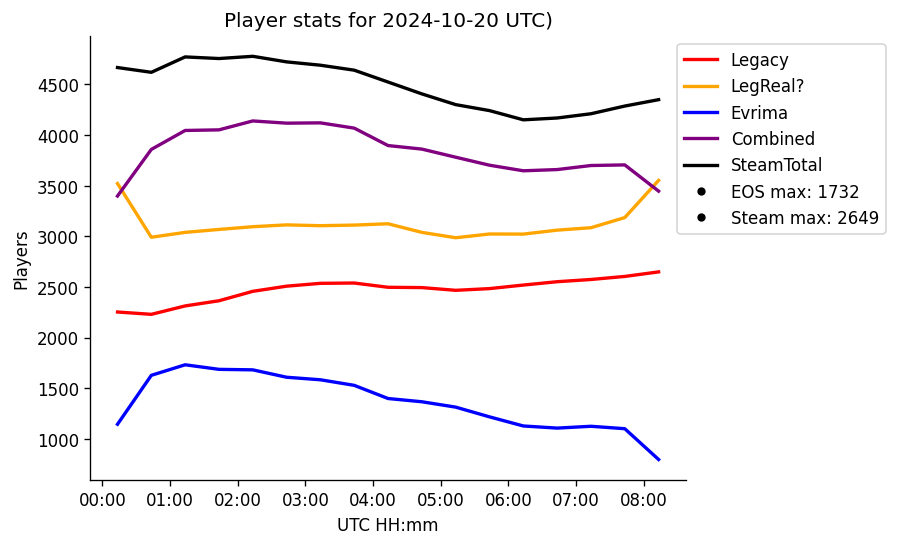 Player stats for 2024-10-20 UTC)
Legacy
LegReal?
Evrima
Combined
SteamTotal
EOS max: 1732
Steam max: 2649
Players
4500
4000
3500
3000
2500
2000
1500
1000
00:00 01:00 02:00 03:00 04:00 05:00 06:00 07:00 08:00
UTC HH:mm